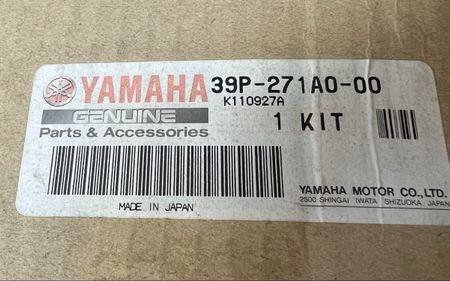 YAMAHA 39P-271A0-00
K110927A
GENUINE 1 KIT
Parts & Accessories
YAMAHA MOTOR CO., LTD.
2500 SHINGAI IWATA SHIZUOKA, JAPAN
MADE IN JAPAN